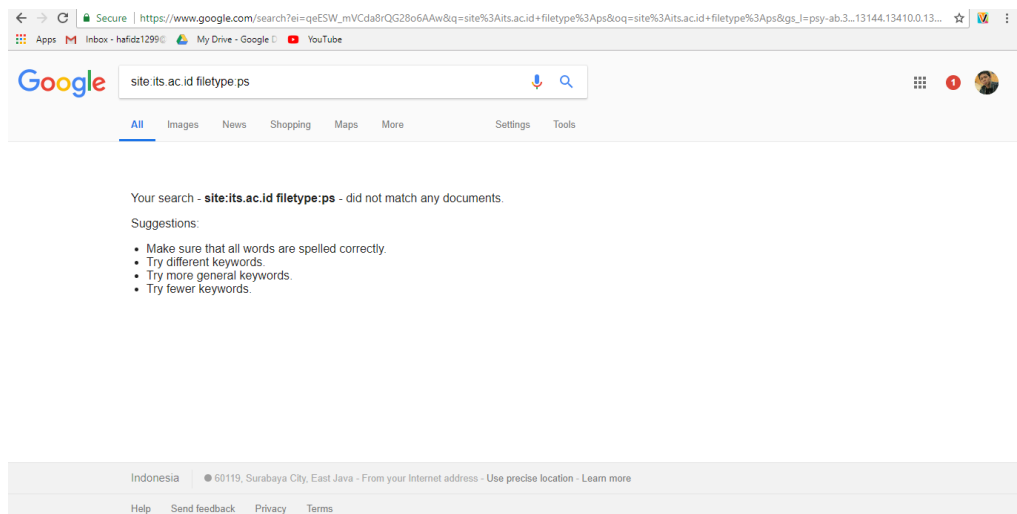 Secure https://www.google.com/search?ei=qeESW_mVCda8rQG28o6AAw&q=site%3Aits.ac.id+filetype%3Aps&oq=site%3Aits.ac.id+filetype%3Aps&gs_l=psy-ab.3...13144.13410.0.13...
Apps Inbox - hafidz1299 My Drive - Google D YouTube
Google site:its.ac.id filetype:ps 1
All Images News Shopping Maps More Settings Tools
Your search - site:its.ac.id filetype:ps - did not match any documents.
Suggestions:
• Make sure that all words are spelled correctly.
• Try different keywords.
• Try more general keywords.
• Try fewer keywords.
Indonesia 60119, Surabaya City, East Java - From your Internet address - Use precise location - Learn more
Help Send feedback Privacy Terms